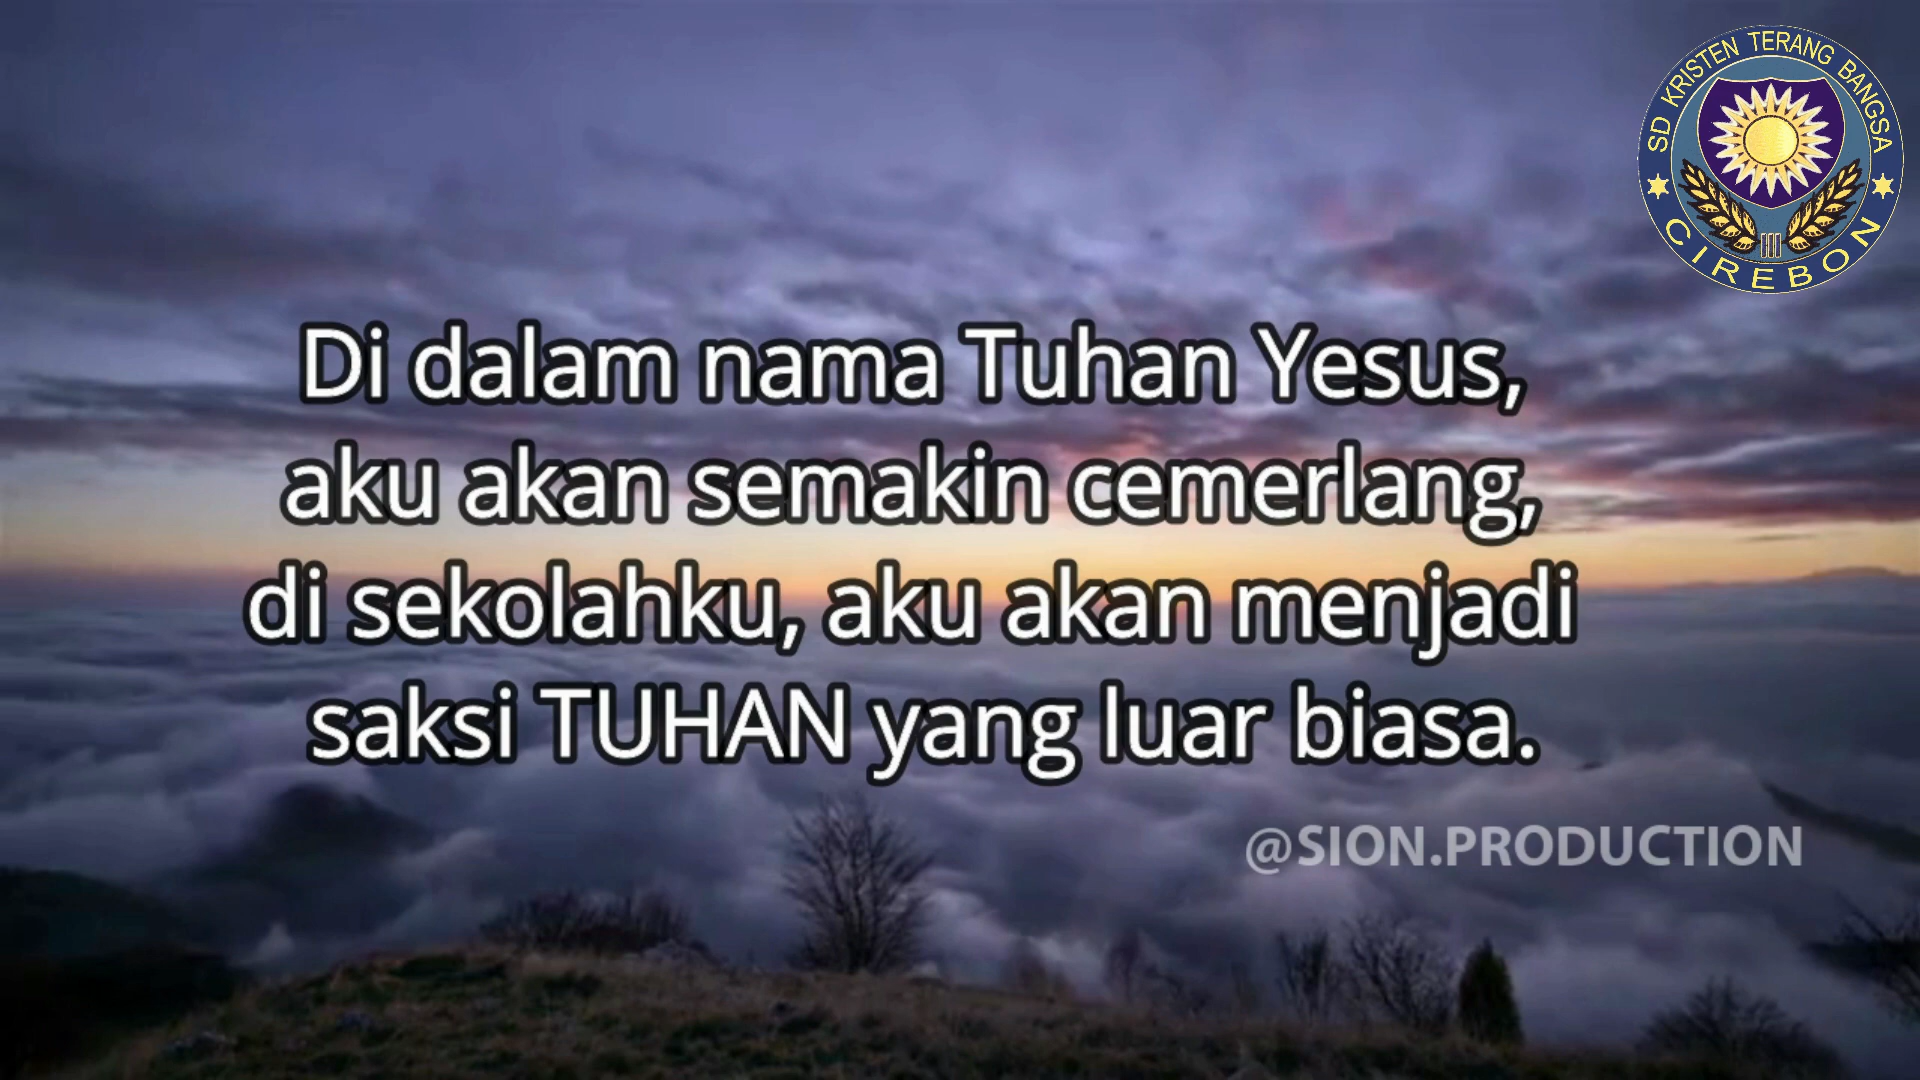 SD KRISTEN TERANG BANGSA
CIREBON
Di dalam nama Tuhan Yesus,
aku akan semakin cemerlang,
di sekolahku, aku akan menjadi
saksi TUHAN yang luar biasa.
@SION.PRODUCTION